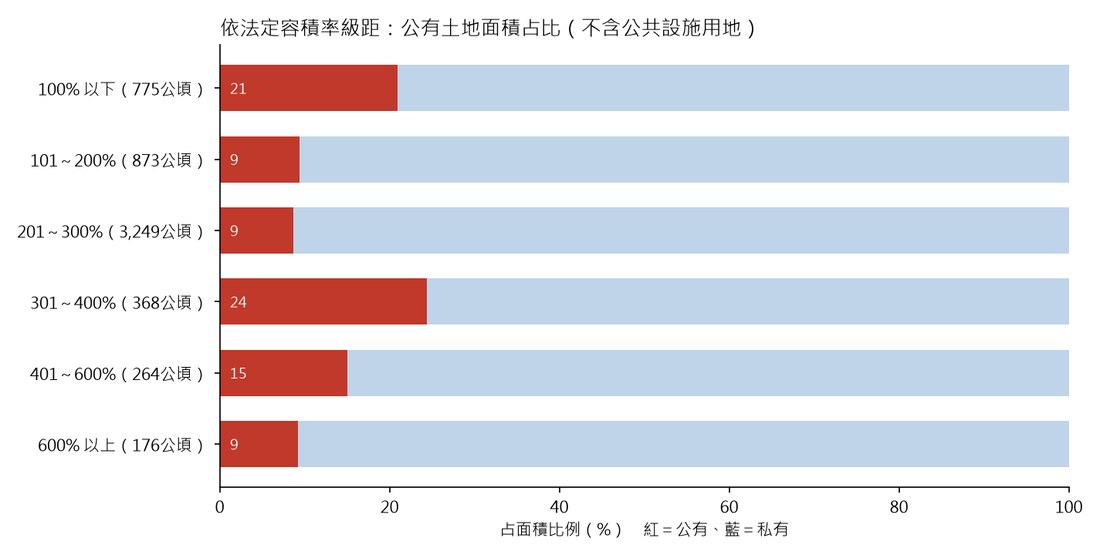 依法定容積率級距：公有土地面積占比（不含公共設施用地）
100% 以下（775公頃） 21
101～200%（873公頃） 9
201～300%（3,249公頃） 9
301～400%（368公頃） 24
401～600%（264公頃） 15
600% 以上（176公頃） 9
0 20 40 60 80 100
占面積比例（%）　紅＝公有、藍＝私有